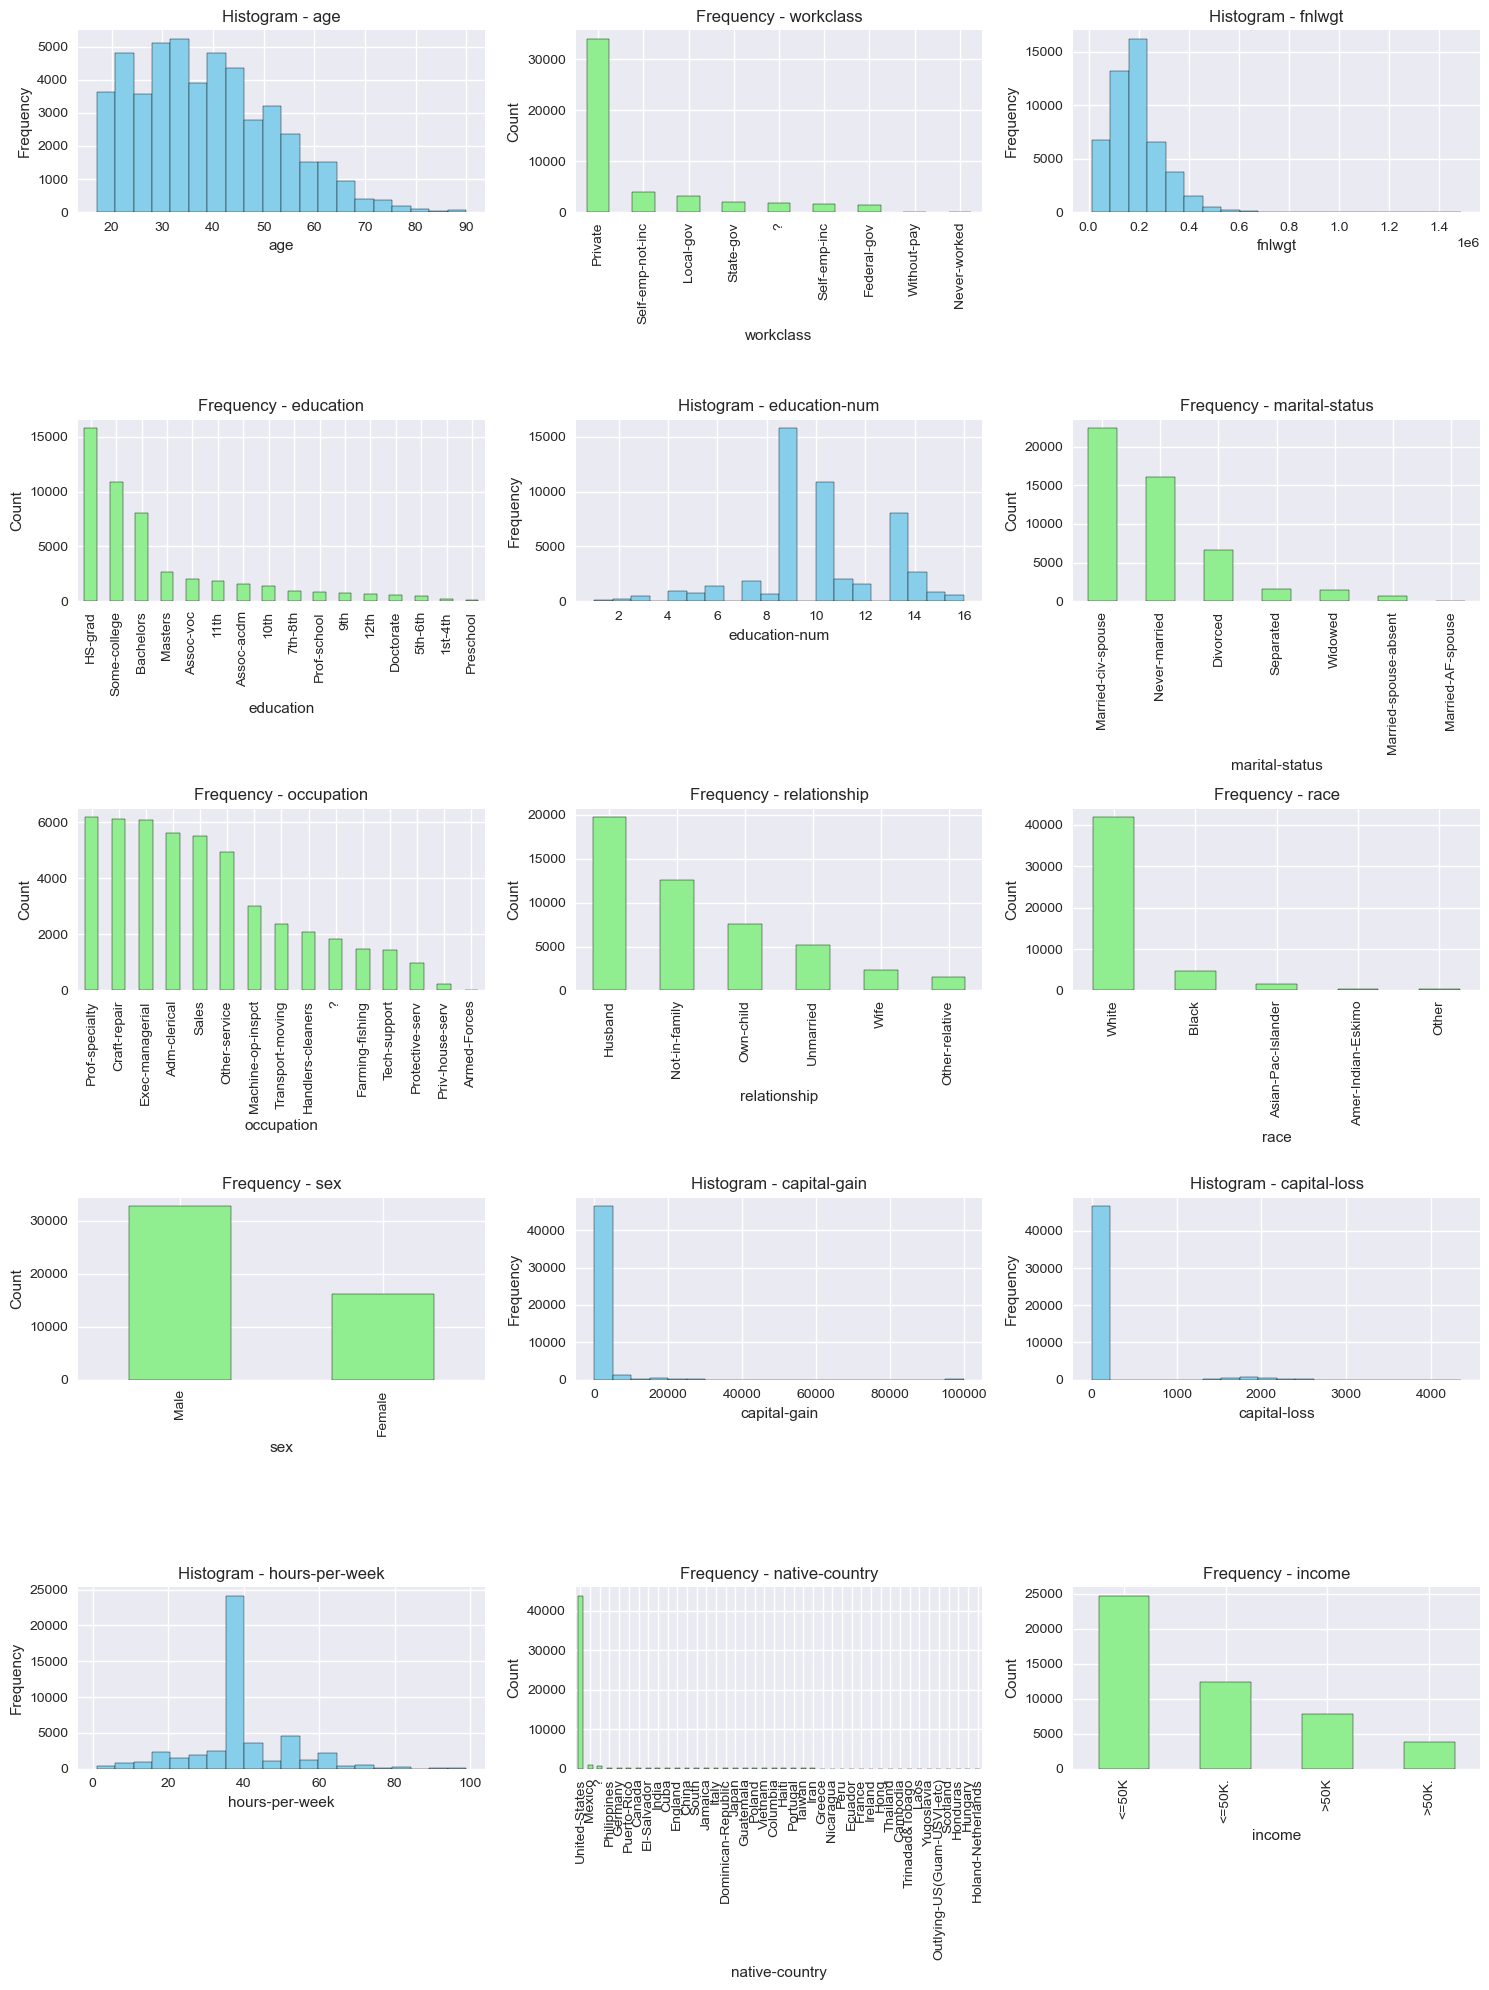 Histogram - age
Frequency
5000
4000
3000
2000
1000
0
20 30 40 50 60 70 80 90
age
Frequency - workclass
Count
30000
20000
10000
0
Private
Self-emp-not-inc
Local-gov
State-gov
?
Self-emp-inc
Federal-gov
Without-pay
Never-worked
workclass
Histogram - fnlwgt
Frequency
15000
10000
5000
0
0.0 0.2 0.4 0.6 0.8 1.0 1.2 1.4
1e6
fnlwgt
Frequency - education
Count
15000
10000
5000
0
HS-grad
Some-college
Bachelors
Masters
Assoc-voc
11th
Assoc-acdm
10th
7th-8th
Prof-school
9th
12th
Doctorate
5th-6th
1st-4th
Preschool
education
Histogram - education-num
Frequency
15000
10000
5000
0
2 4 6 8 10 12 14 16
education-num
Frequency - marital-status
Count
20000
15000
10000
5000
0
Married-civ-spouse
Never-married
Divorced
Separated
Widowed
Married-spouse-absent
Married-AF-spouse
marital-status
Frequency - occupation
Count
6000
4000
2000
0
Prof-specialty
Craft-repair
Exec-managerial
Adm-clerical
Sales
Other-service
Machine-op-inspct
Transport-moving
Handlers-cleaners
?
Farming-fishing
Tech-support
Protective-serv
Priv-house-serv
Armed-Forces
occupation
Frequency - relationship
Count
20000
15000
10000
5000
0
Husband
Not-in-family
Own-child
Unmarried
Wife
Other-relative
relationship
Frequency - race
Count
40000
30000
20000
10000
0
White
Black
Asian-Pac-Islander
Amer-Indian-Eskimo
Other
race
Frequency - sex
Count
30000
20000
10000
0
Male
Female
sex
Histogram - capital-gain
Frequency
40000
30000
20000
10000
0
0 20000 40000 60000 80000 100000
capital-gain
Histogram - capital-loss
Frequency
40000
30000
20000
10000
0
0 1000 2000 3000 4000
capital-loss
Histogram - hours-per-week
Frequency
25000
20000
15000
10000
5000
0
0 20 40 60 80 100
hours-per-week
Frequency - native-country
Count
40000
30000
20000
10000
0
United-States
Mexico
?
Philippines
Germany
Puerto-Rico
Canada
El-Salvador
India
Cuba
England
China
South
Jamaica
Italy
Dominican-Republic
Japan
Guatemala
Poland
Vietnam
Columbia
Haiti
Portugal
Taiwan
Iran
Greece
Nicaragua
Peru
Ecuador
France
Ireland
Hong
Thailand
Cambodia
Trinadad&Tobago
Laos
Yugoslavia
Outlying-US(Guam-USVI-etc)
Scotland
Honduras
Hungary
Holand-Netherlands
native-country
Frequency - income
Count
25000
20000
15000
10000
5000
0
<=50K
<=50K.
>50K
>50K.
income